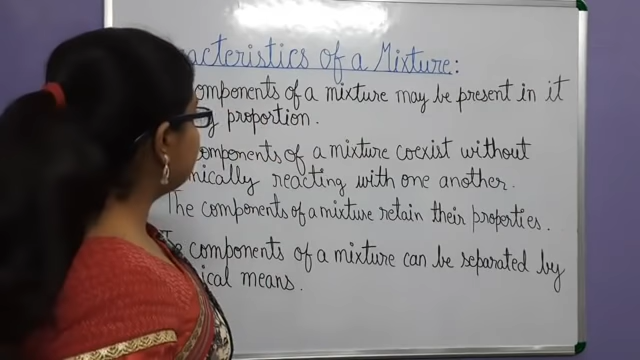 acteristics of a Mixture:
omponents of a mixture may be present in it
proportion.
omponents of a mixture coexist without
mically reacting with one another.
The components of a mixture retain their properties.
components of a mixture can be separated by
ical means.